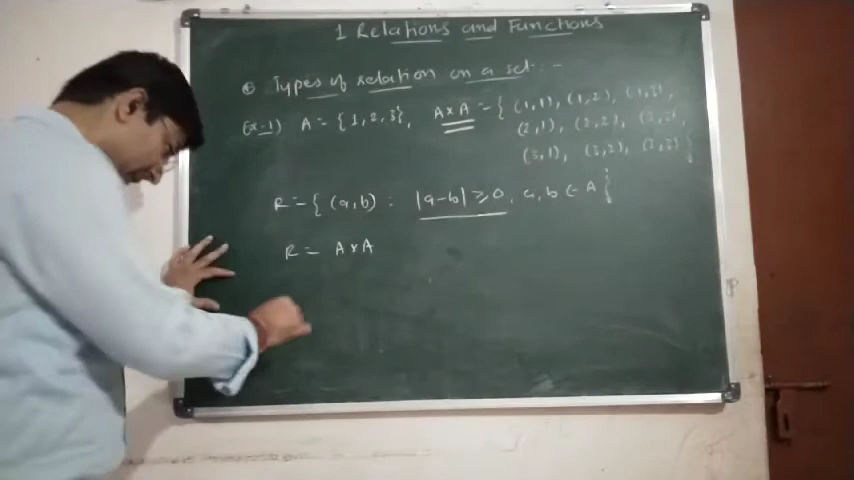 1 Relations and Functions
Types of relation on a set :-
Ex-1) A = {1,2,3}, A×A = { (1,1), (1,2), (1,3),
(2,1), (2,2), (2,3),
(3,1), (3,2), (3,3) }
R = { (a,b) : |a-b| ≥ 0, a,b ∈ A }
R = A×A